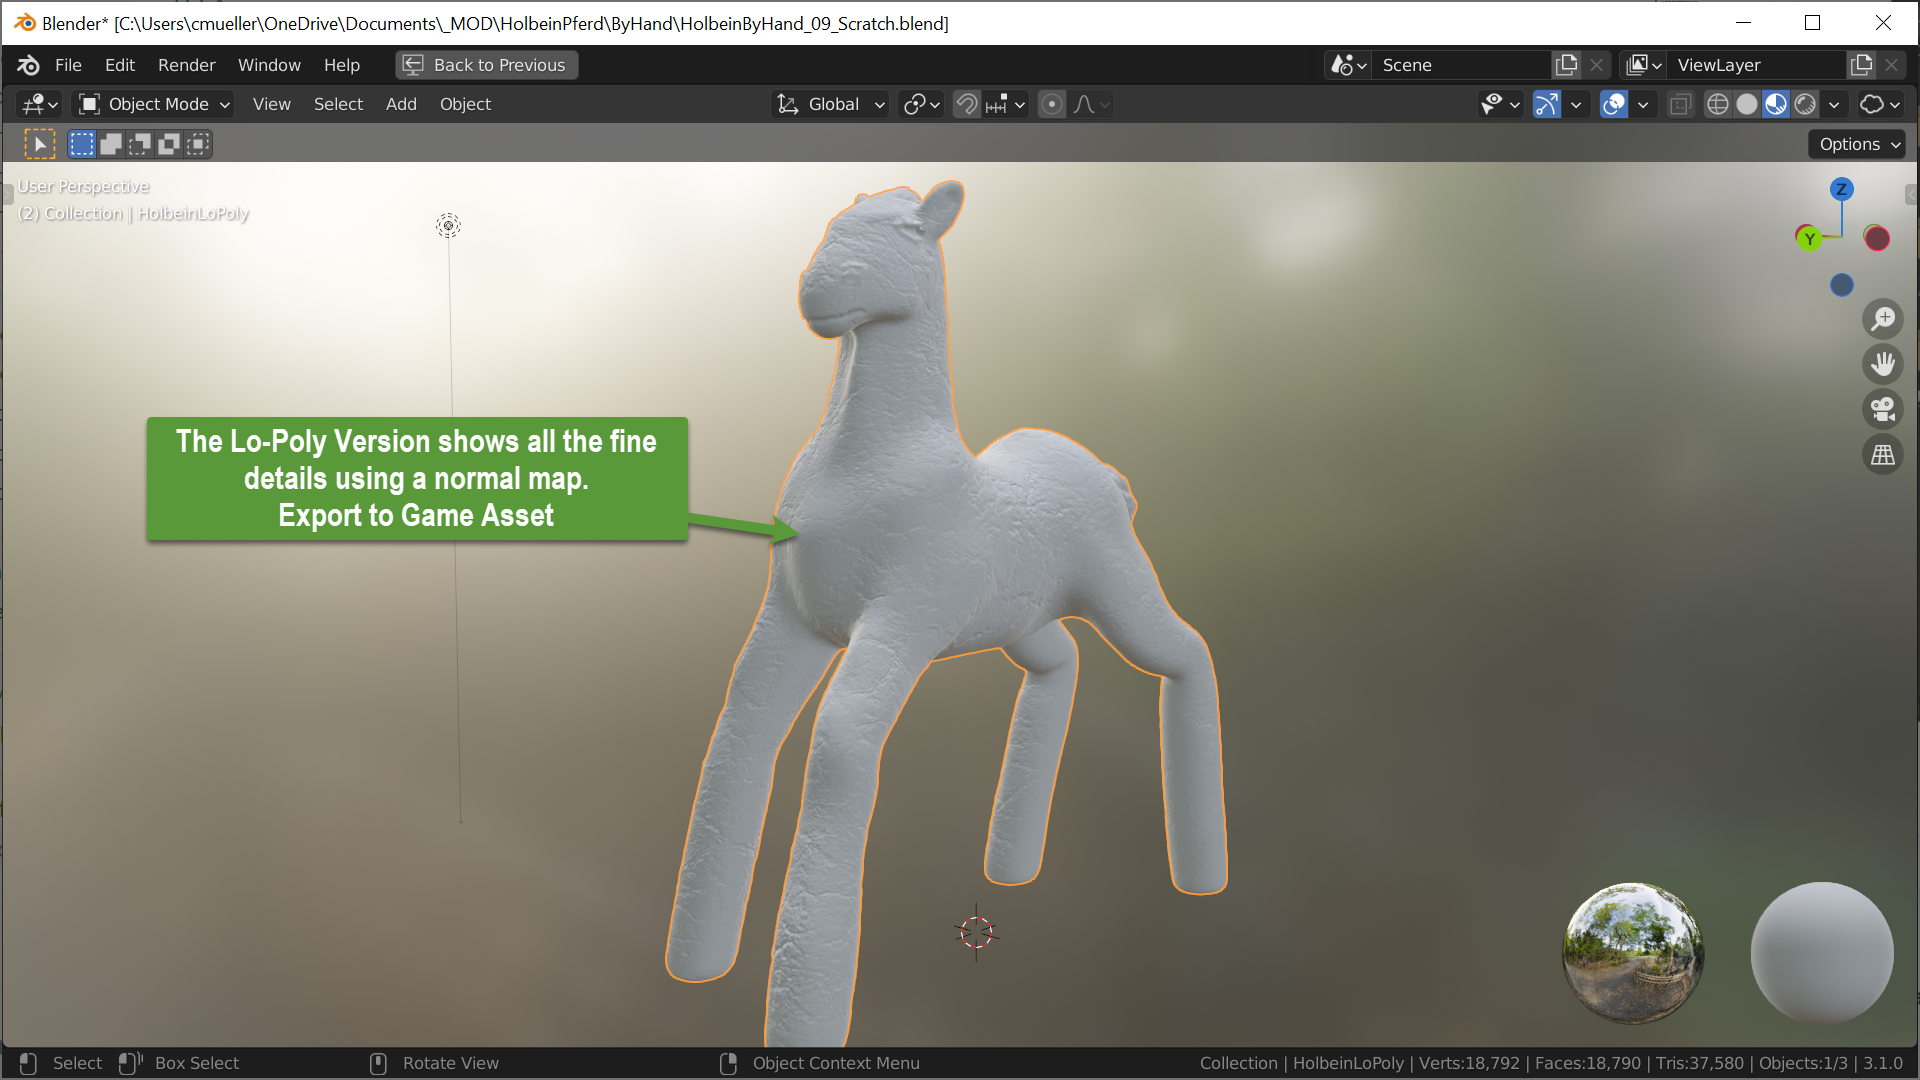 Blender* [C:\Users\cmueller\OneDrive\Documents\_MOD\HolbeinPferd\ByHand\HolbeinByHand_09_Scratch.blend]
File Edit Render Window Help Back to Previous Scene ViewLayer
Object Mode View Select Add Object Global
Options
User Perspective
(2) Collection | HolbeinLoPoly
Z
Y
The Lo-Poly Version shows all the fine
details using a normal map.
Export to Game Asset
Select Box Select Rotate View Object Context Menu Collection | HolbeinLoPoly | Verts:18,792 | Faces:18,790 | Tris:37,580 | Objects:1/3 | 3.1.0